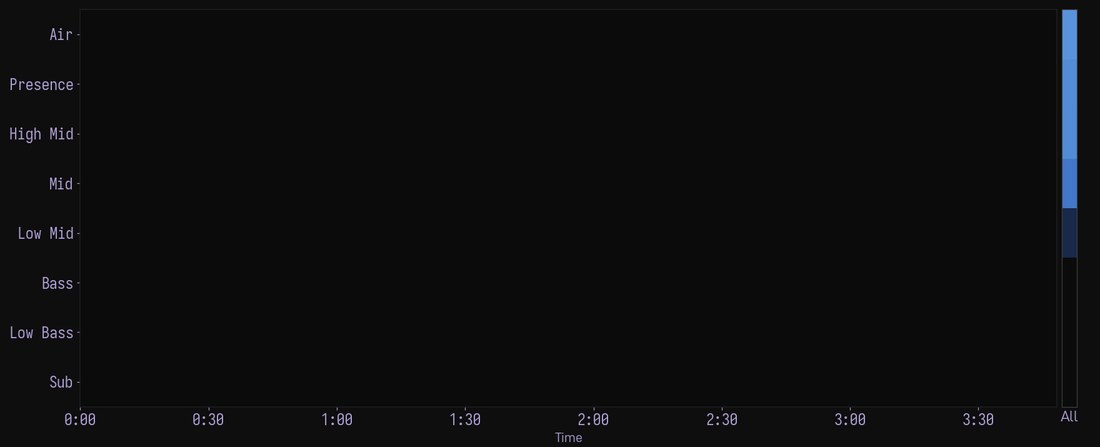 Air
Presence
High Mid
Mid
Low Mid
Bass
Low Bass
Sub
0:00 0:30 1:00 1:30 2:00 2:30 3:00 3:30 All
Time